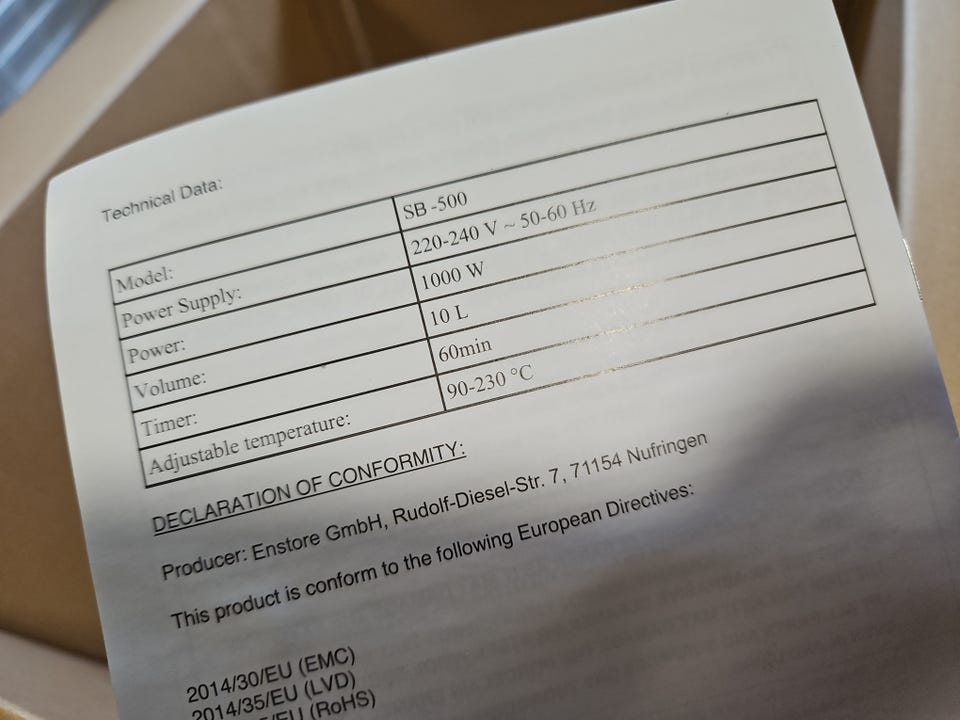 Technical Data:
Model: SB -500
Power Supply: 220-240 V ~ 50-60 Hz
Power: 1000 W
Volume: 10 L
Timer: 60min
Adjustable temperature: 90-230 °C
DECLARATION OF CONFORMITY:
Producer: Enstore GmbH, Rudolf-Diesel-Str. 7, 71154 Nufringen
This product is conform to the following European Directives:
2014/30/EU (EMC)
2014/35/EU (LVD)
/EU (RoHS)